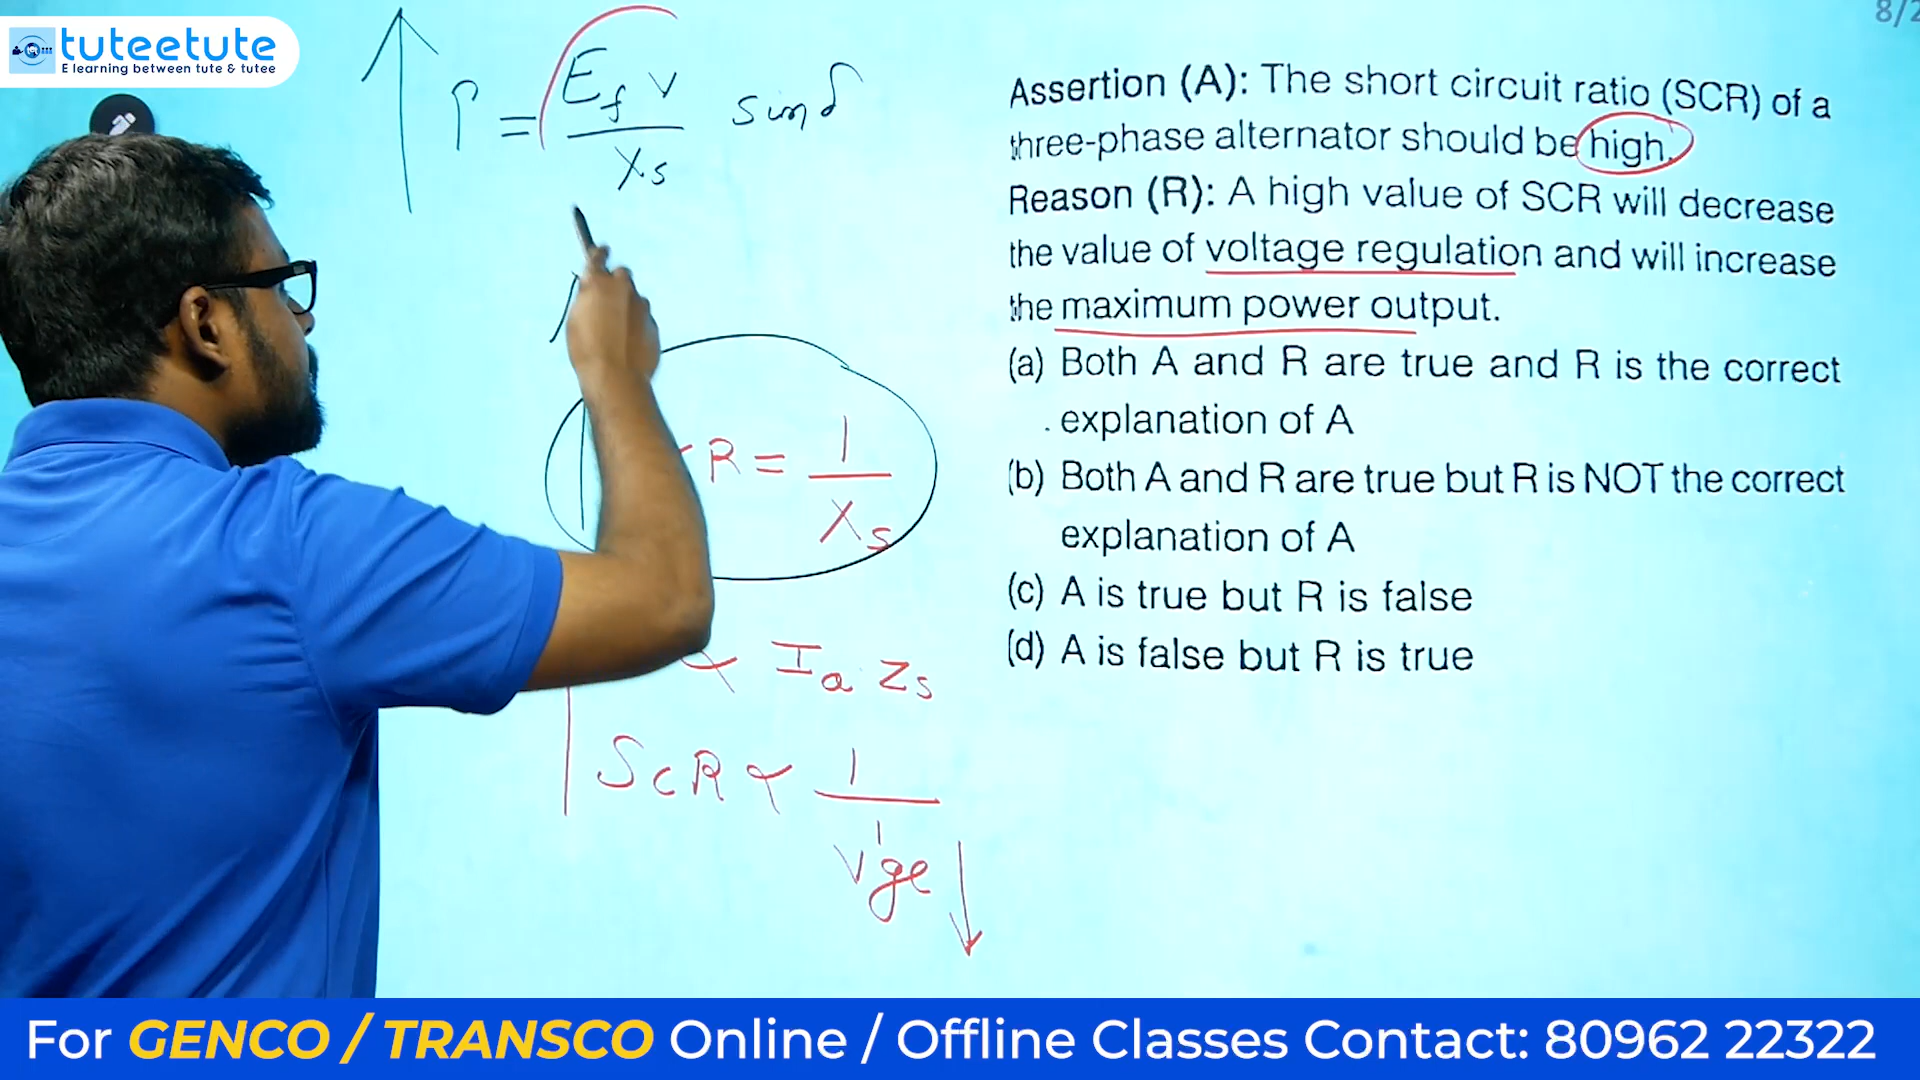 tuteetute
E learning between tute & tutee
8/2
P = Ef V / Xs sin δ
R = 1 / Xs
∝ Ia Zs
SCR ∝ 1 / Vge
Assertion (A): The short circuit ratio (SCR) of a
three-phase alternator should be high.
Reason (R): A high value of SCR will decrease
the value of voltage regulation and will increase
the maximum power output.
(a) Both A and R are true and R is the correct
explanation of A
(b) Both A and R are true but R is NOT the correct
explanation of A
(c) A is true but R is false
(d) A is false but R is true
For GENCO / TRANSCO Online / Offline Classes Contact: 80962 22322